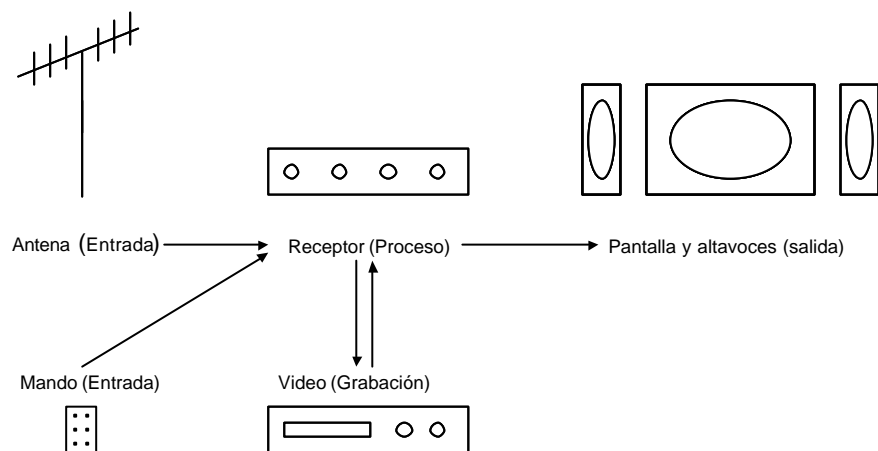 Antena (Entrada)
Receptor (Proceso)
Pantalla y altavoces (salida)
Mando (Entrada)
Video (Grabación)